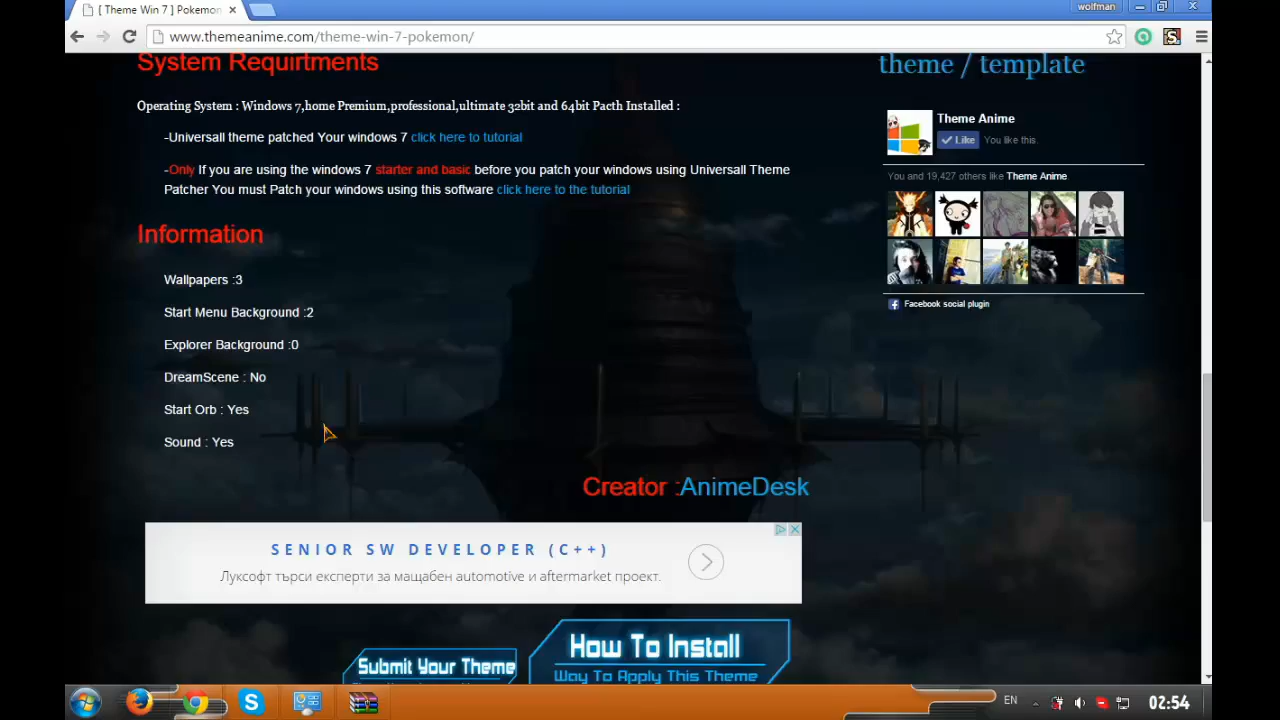 [ Theme Win 7 ] Pokemon
wolfman
www.themeanime.com/theme-win-7-pokemon/
System Requirtments
Operating System : Windows 7,home Premium,professional,ultimate 32bit and 64bit Pacth Installed :
-Universall theme patched Your windows 7 click here to tutorial
-Only If you are using the windows 7 starter and basic before you patch your windows using Universall Theme
Patcher You must Patch your windows using this software click here to the tutorial
Information
Wallpapers :3
Start Menu Background :2
Explorer Background :0
DreamScene : No
Start Orb : Yes
Sound : Yes
Creator :AnimeDesk
SENIOR SW DEVELOPER (C++)
Луксофт търси експерти за мащабен automotive и aftermarket проект.
Submit Your Theme
How To Install
Way To Apply This Theme
theme / template
Theme Anime
Like You like this.
You and 19,427 others like Theme Anime.
Facebook social plugin
EN
02:54